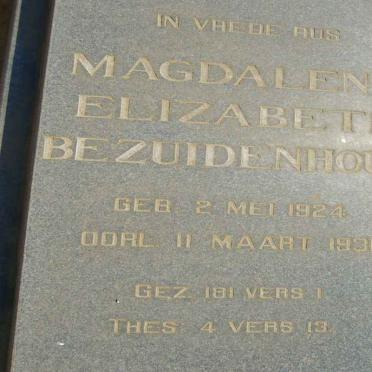 IN VREDE RUS
MAGDALEN
ELIZABET
BEZUIDENHOU
GEB. 2 MEI 1924
OORL. 11 MAART 193
GEZ. 181 VERS 1.
THES: 4 VERS 13.